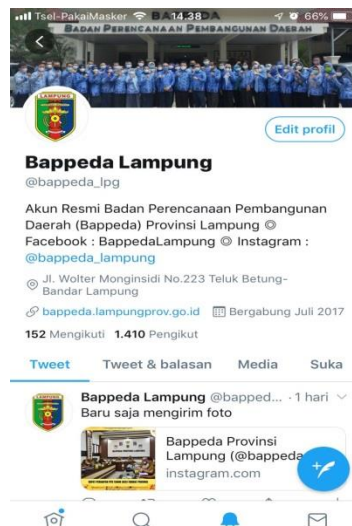 Tsel-PakaiMasker 14.38 66%
BADAN PERENCANAAN PEMBANGUNAN DAERAH
LAMPUNG
Edit profil
Bappeda Lampung
@bappeda_lpg
Akun Resmi Badan Perencanaan Pembangunan
Daerah (Bappeda) Provinsi Lampung ◎
Facebook : BappedaLampung ◎ Instagram :
@bappeda_lampung
Jl. Wolter Monginsidi No.223 Teluk Betung-
Bandar Lampung
bappeda.lampungprov.go.id Bergabung Juli 2017
152 Mengikuti 1.410 Pengikut
Tweet Tweet & balasan Media Suka
Bappeda Lampung @bapped... · 1 hari
Baru saja mengirim foto
Bappeda Provinsi
Lampung (@bappeda
instagram.com